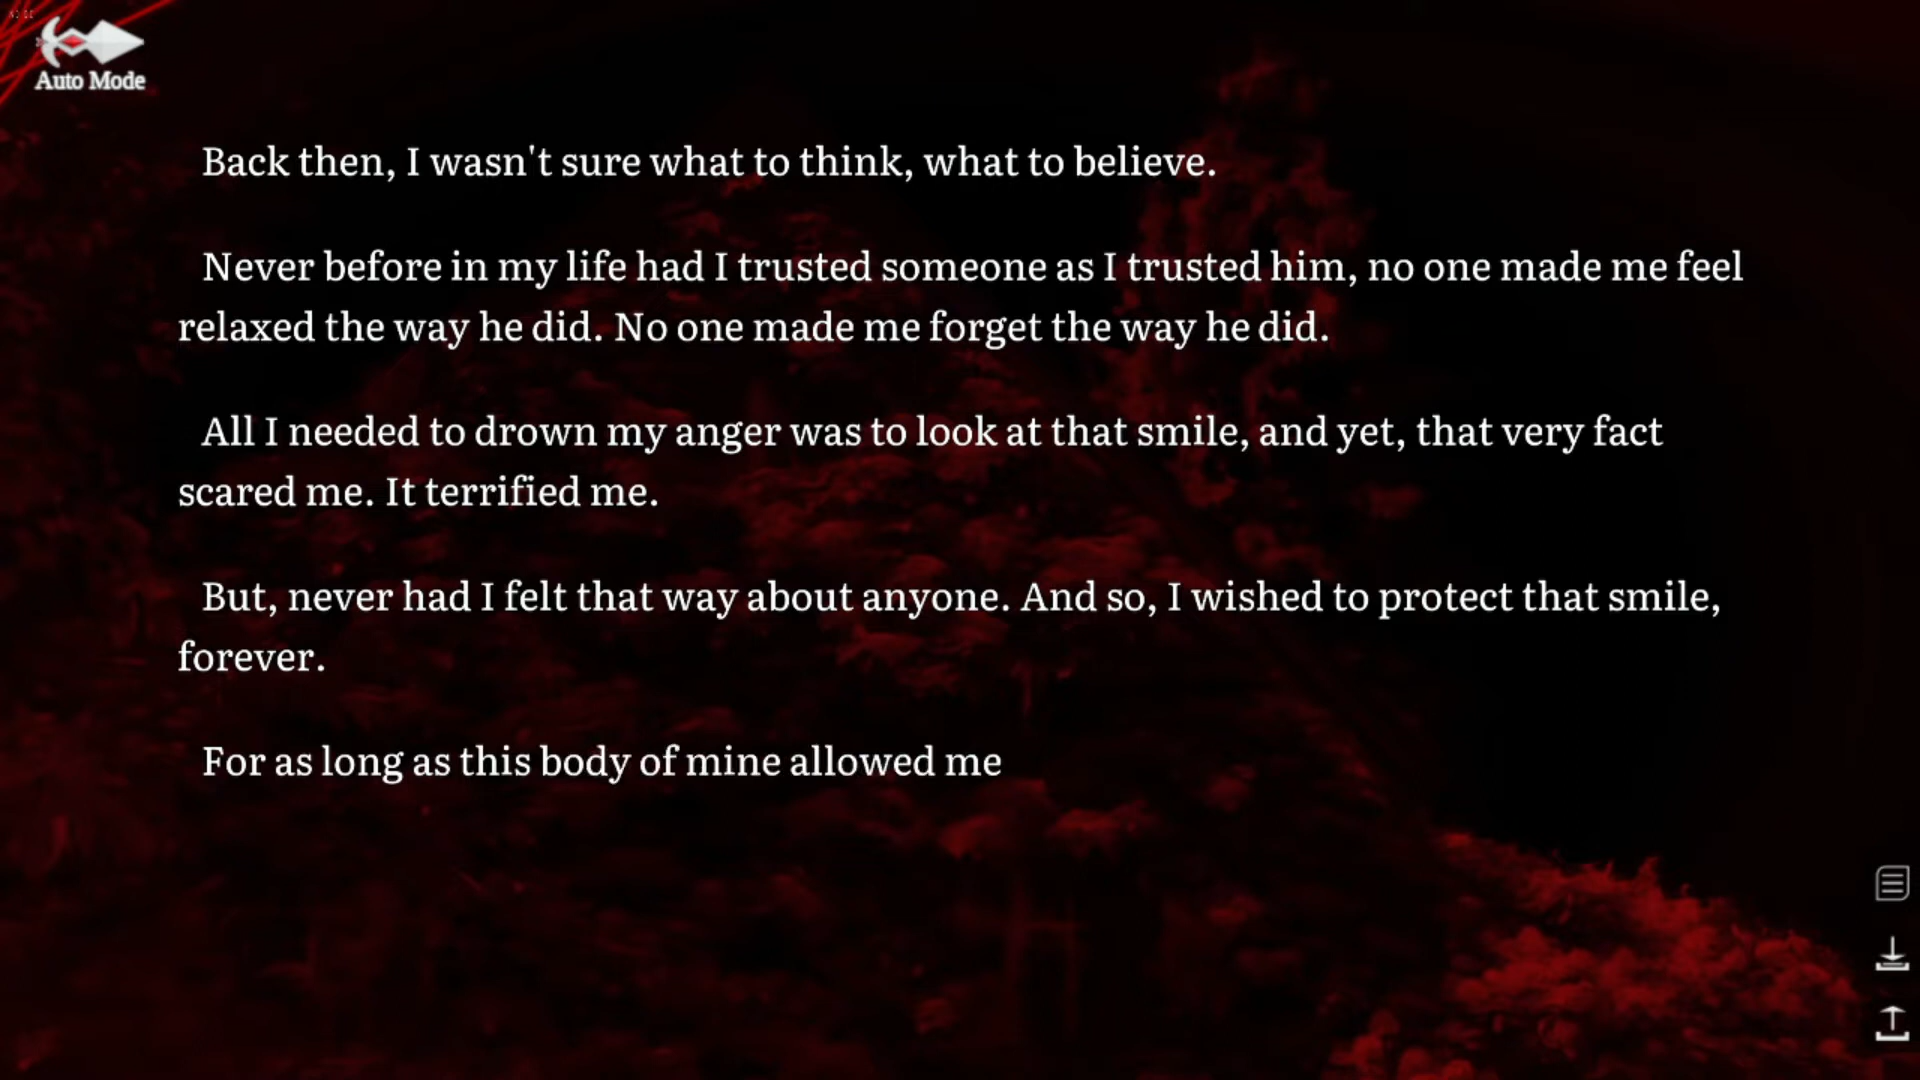 Auto Mode
Back then, I wasn't sure what to think, what to believe.
Never before in my life had I trusted someone as I trusted him, no one made me feel
relaxed the way he did. No one made me forget the way he did.
All I needed to drown my anger was to look at that smile, and yet, that very fact
scared me. It terrified me.
But, never had I felt that way about anyone. And so, I wished to protect that smile,
forever.
For as long as this body of mine allowed me